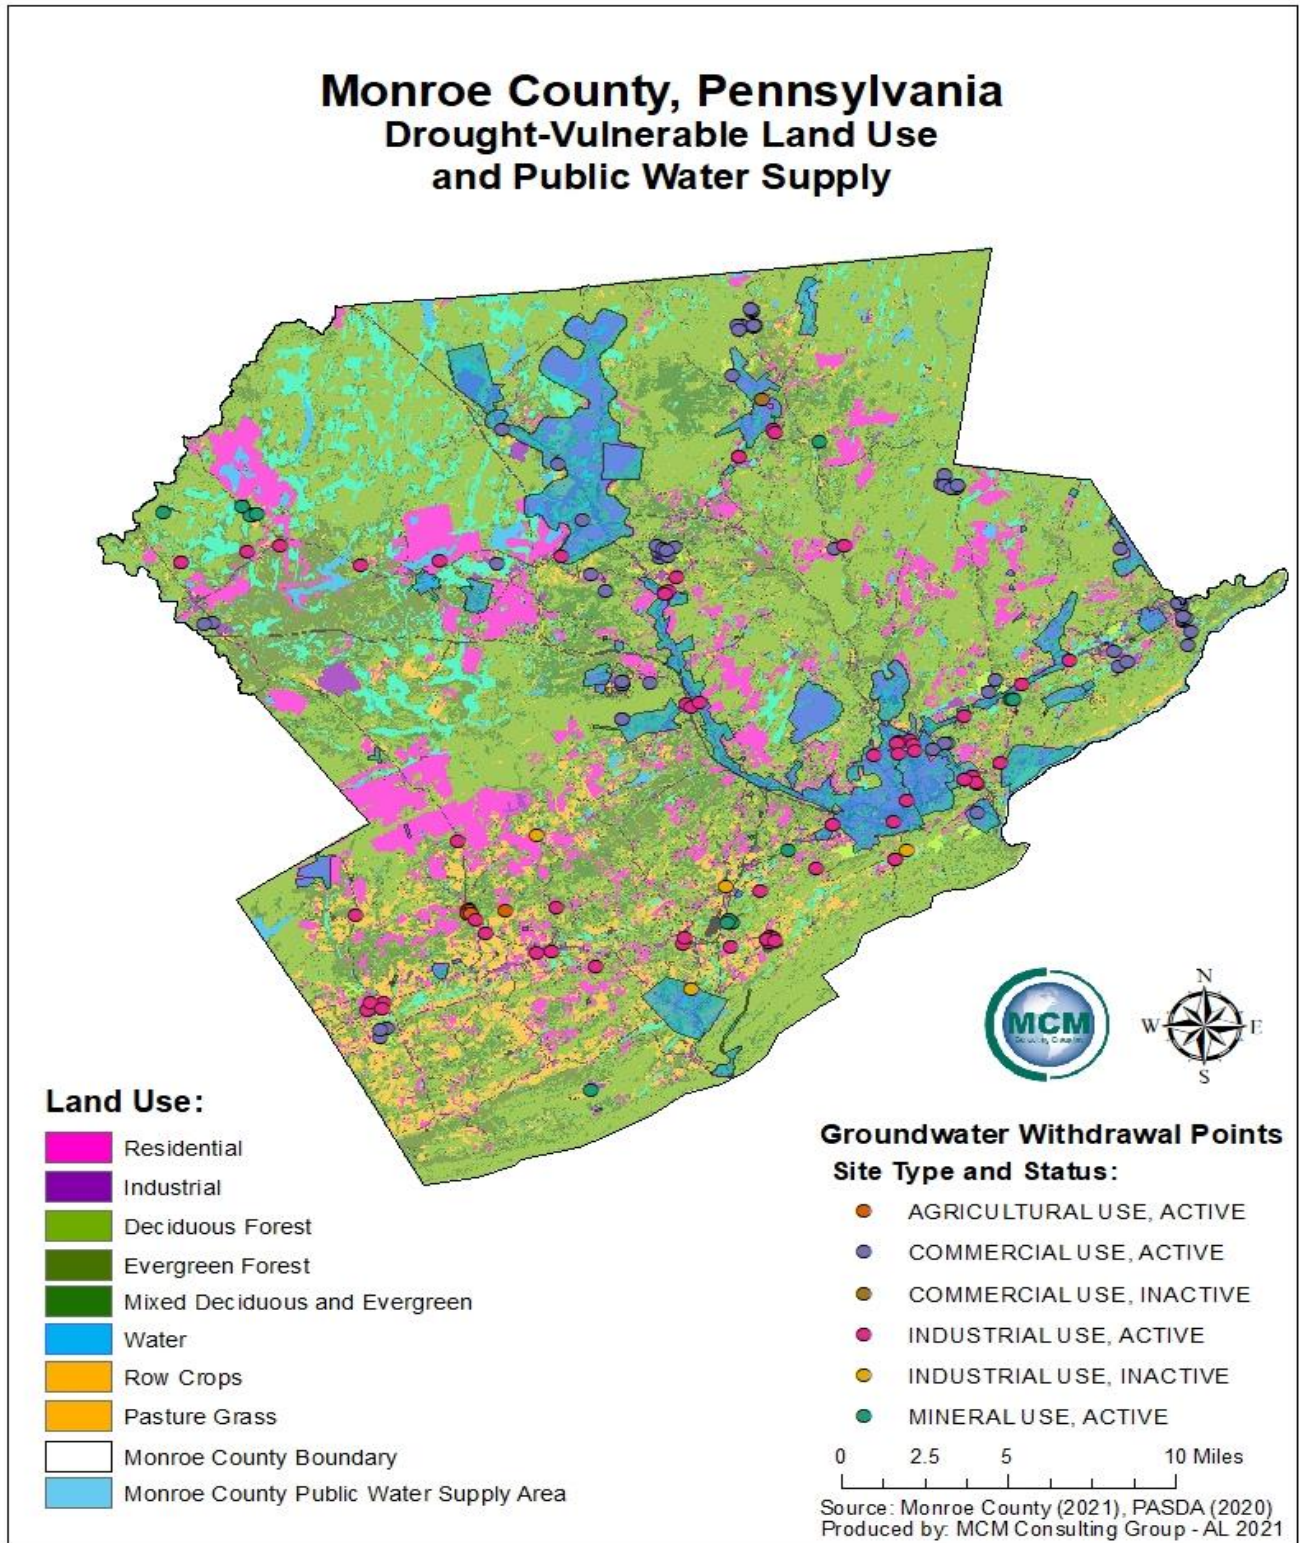 Monroe County, Pennsylvania
Drought-Vulnerable Land Use
and Public Water Supply
MCM
N
W
E
S
Land Use:
Residential
Industrial
Deciduous Forest
Evergreen Forest
Mixed Deciduous and Evergreen
Water
Row Crops
Pasture Grass
Monroe County Boundary
Monroe County Public Water Supply Area
Groundwater Withdrawal Points
Site Type and Status:
AGRICULTURAL USE, ACTIVE
COMMERCIAL USE, ACTIVE
COMMERCIAL USE, INACTIVE
INDUSTRIAL USE, ACTIVE
INDUSTRIAL USE, INACTIVE
MINERAL USE, ACTIVE
0 2.5 5 10 Miles
Source: Monroe County (2021), PASDA (2020)
Produced by: MCM Consulting Group - AL 2021